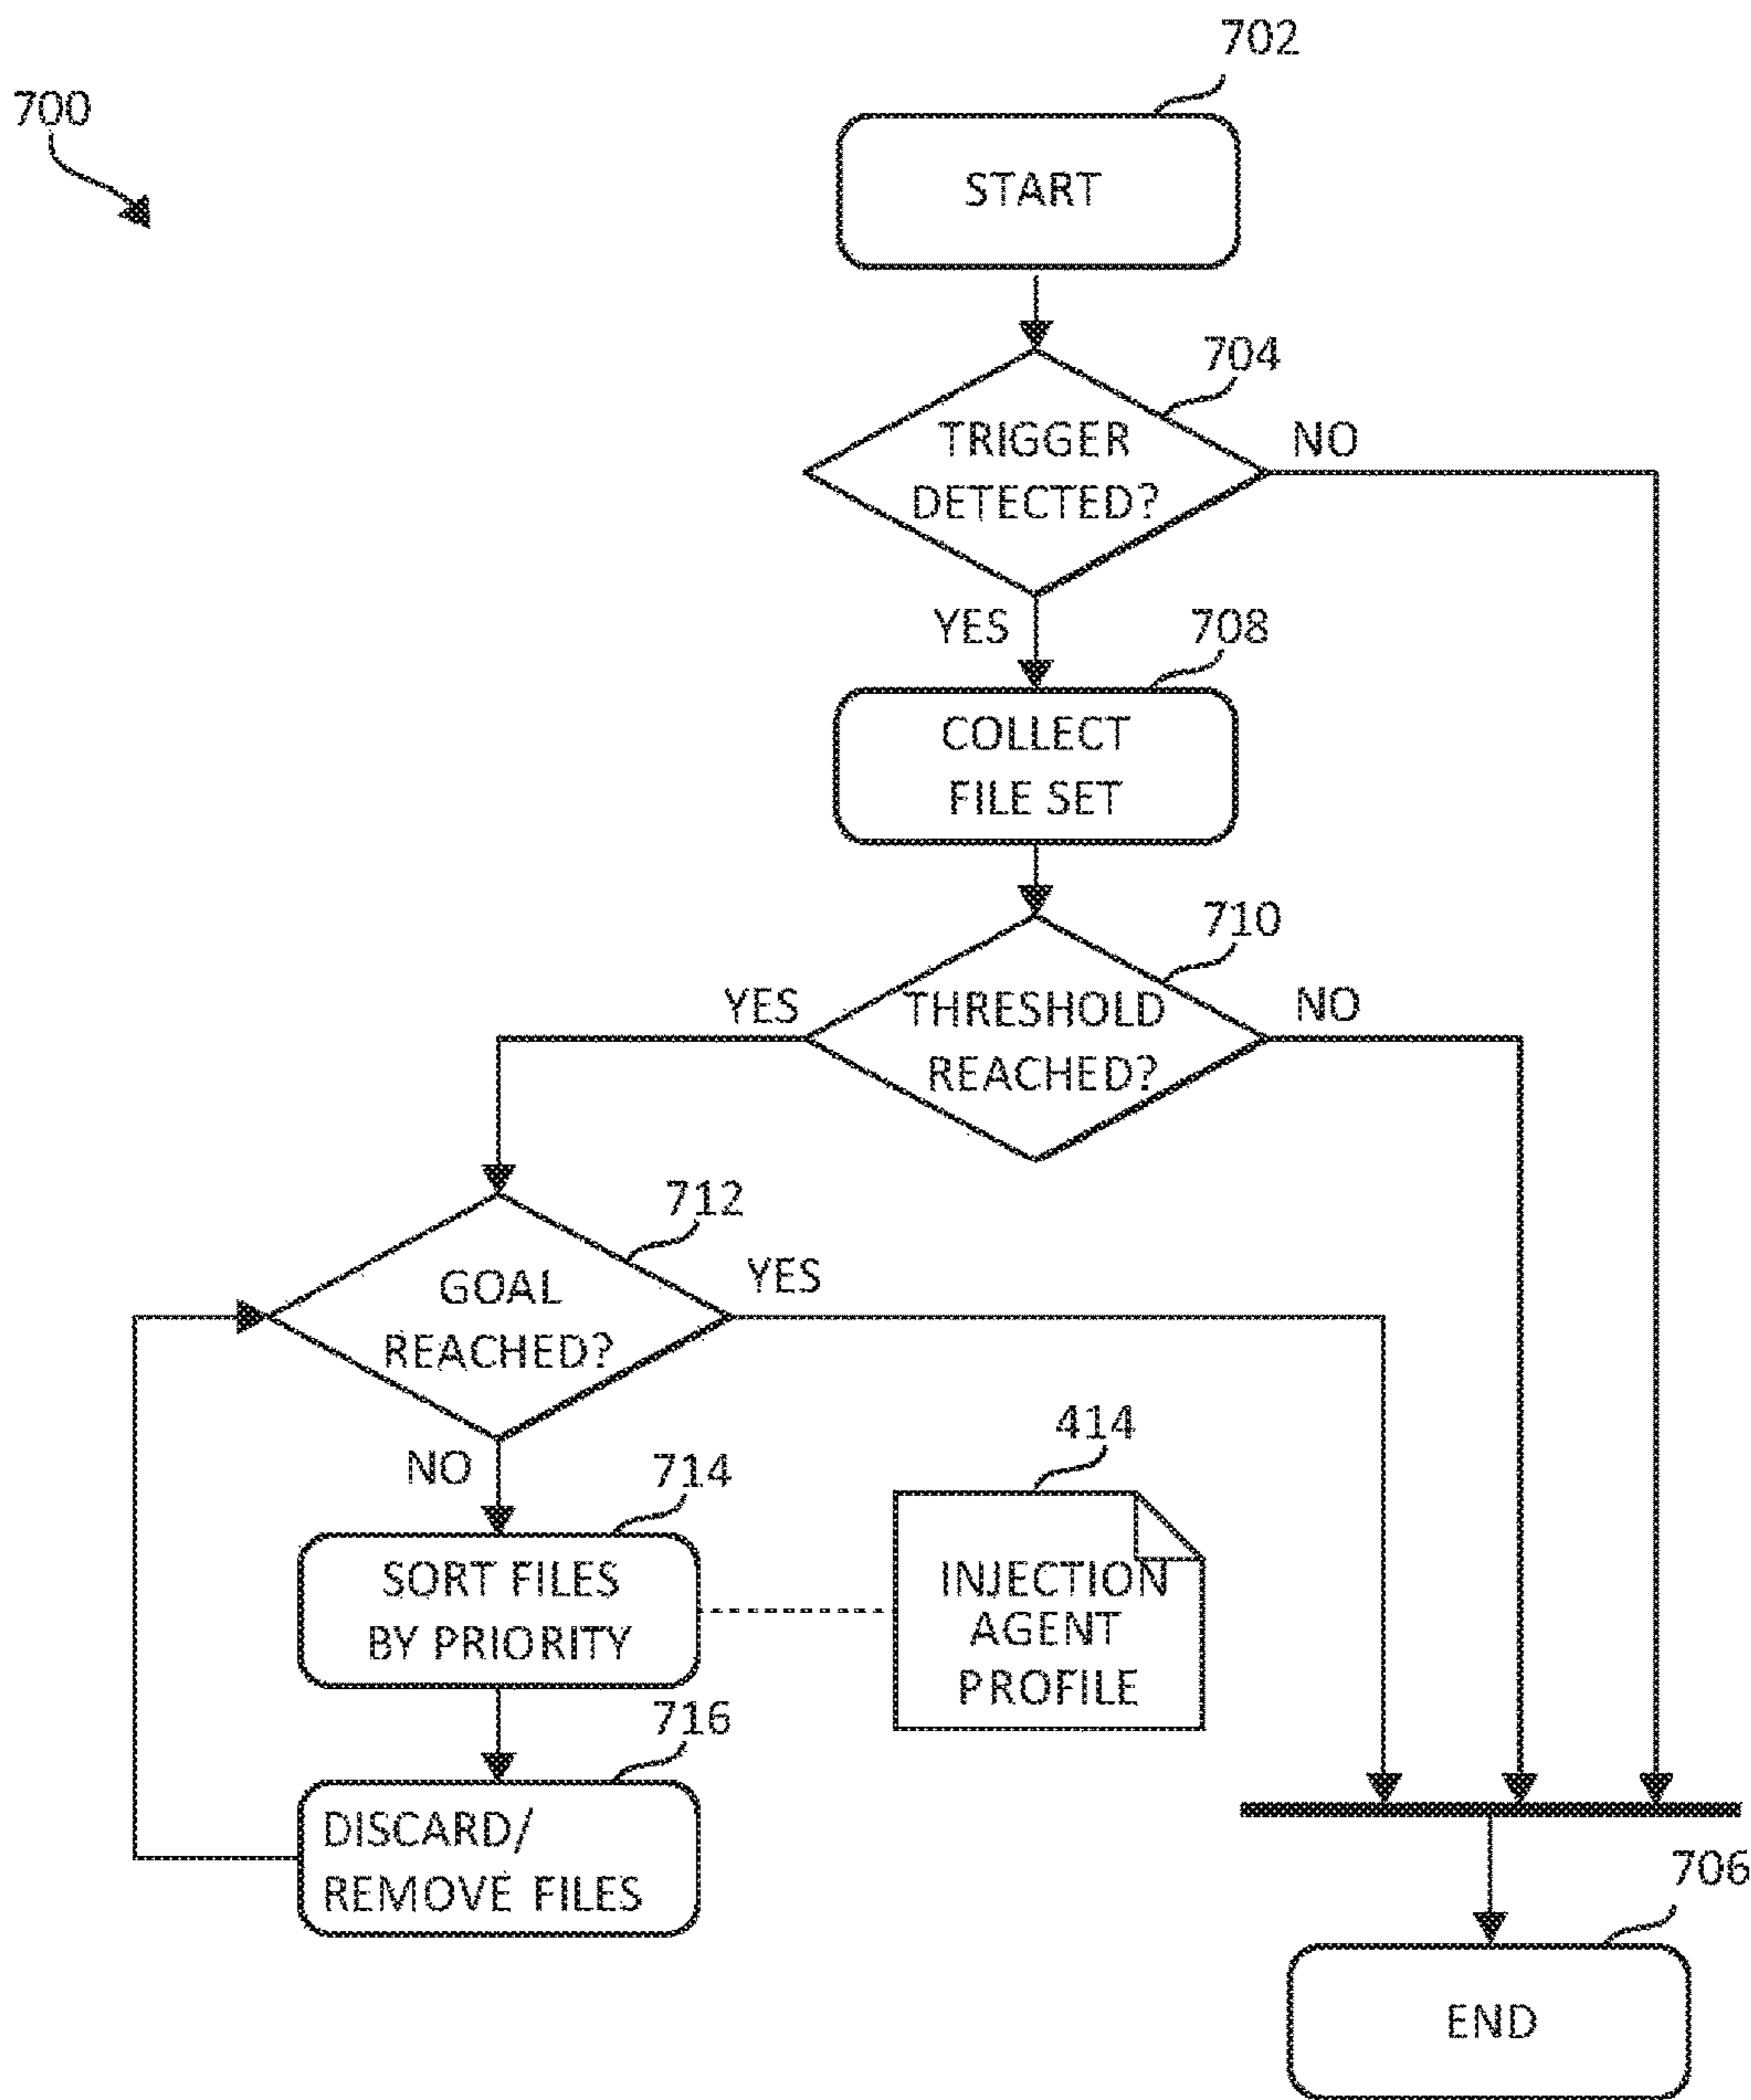 702
700
START
704
TRIGGER
DETECTED?
NO
YES
708
COLLECT
FILE SET
710
YES
THRESHOLD
REACHED?
NO
712
GOAL
REACHED?
YES
NO
714
414
SORT FILES
BY PRIORITY
INJECTION
AGENT
PROFILE
716
DISCARD/
REMOVE FILES
706
END